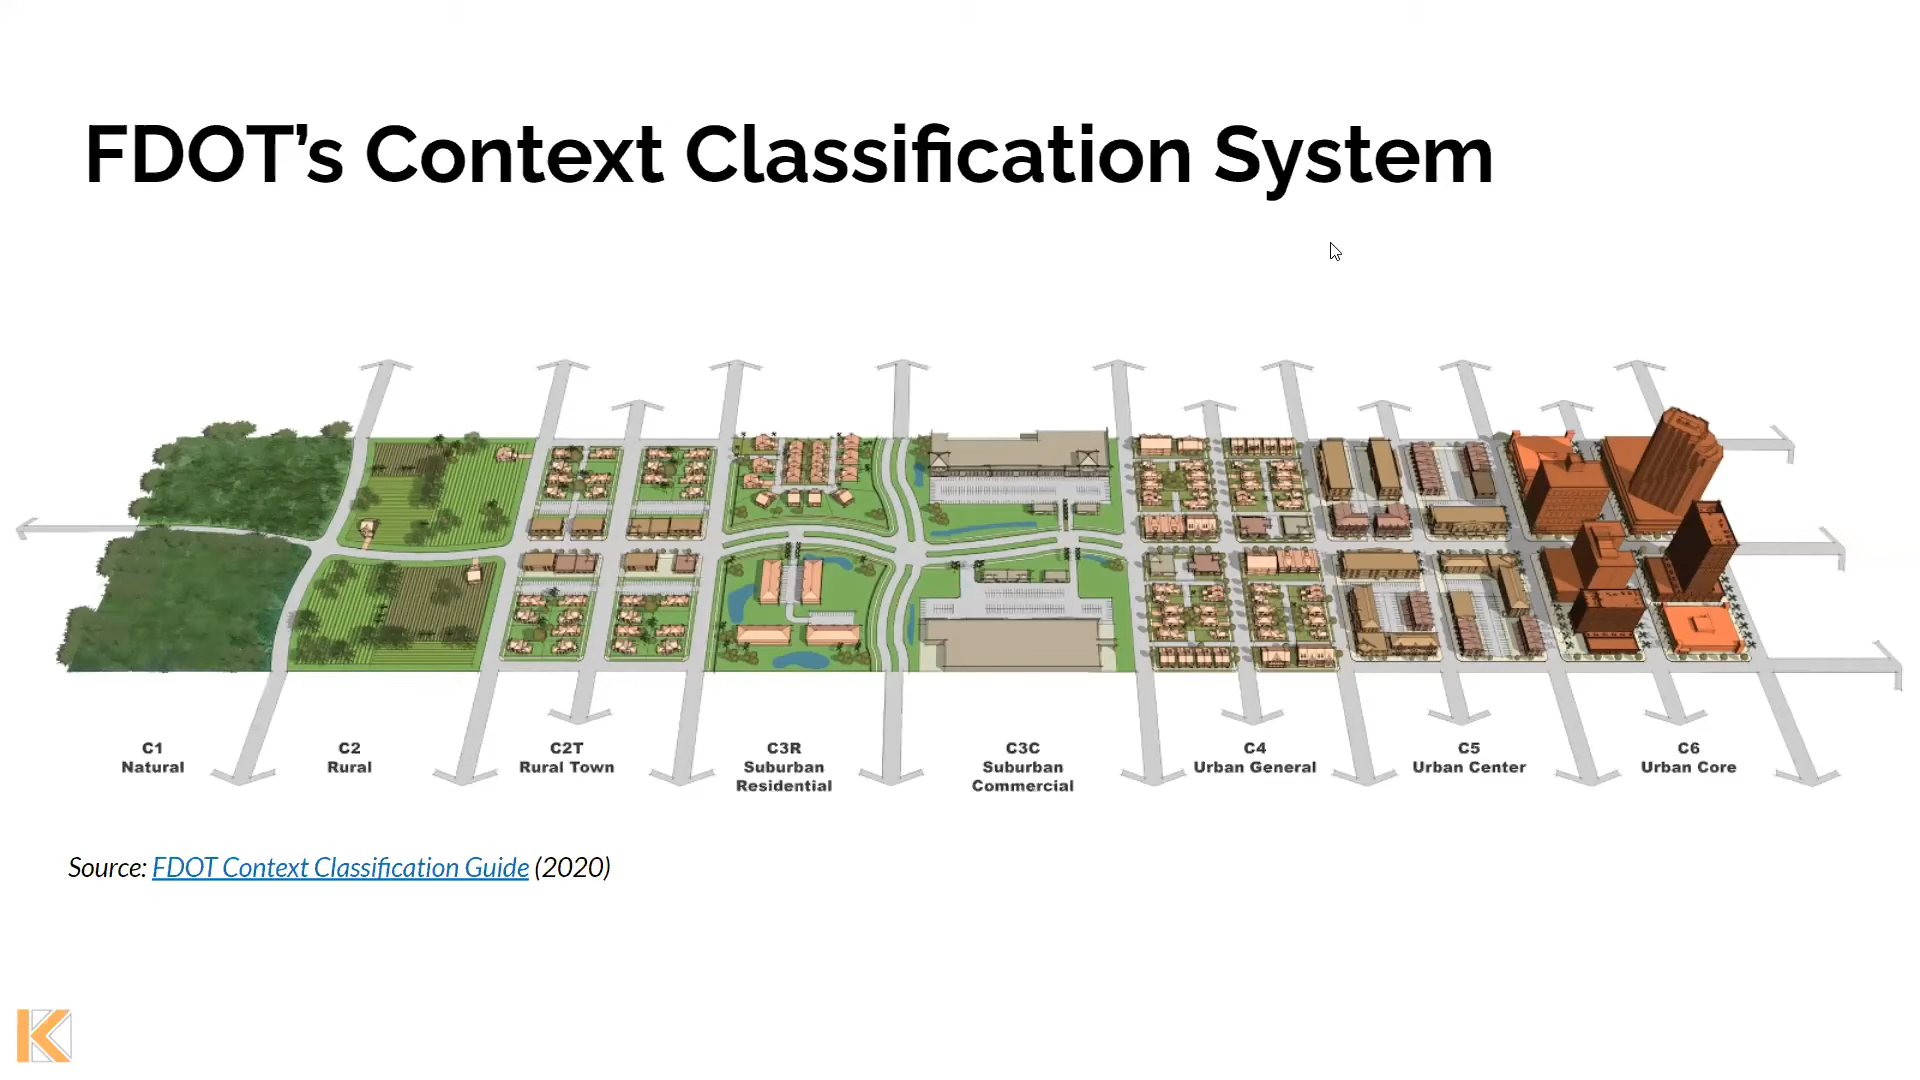 FDOT’s Context Classification System
C1
Natural
C2
Rural
C2T
Rural Town
C3R
Suburban
Residential
C3C
Suburban
Commercial
C4
Urban General
C5
Urban Center
C6
Urban Core
Source: FDOT Context Classification Guide (2020)
K